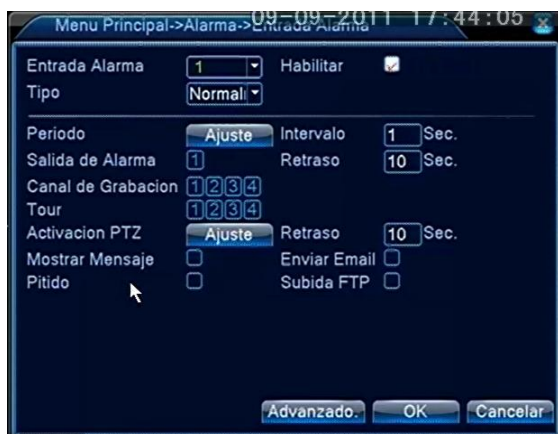 09-09-2011 17:44:05
Menu Principal->Alarma->Entrada Alarma
Entrada Alarma 1 Habilitar
Tipo Normal
Periodo Ajuste Intervalo 1 Sec.
Salida de Alarma 1 Retraso 10 Sec.
Canal de Grabacion 1 2 3 4
Tour 1 2 3 4
Activacion PTZ Ajuste Retraso 10 Sec.
Mostrar Mensaje Enviar Email
Pitido Subida FTP
Advanzado. OK Cancelar